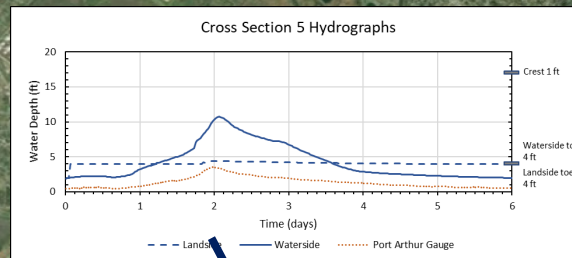 Cross Section 5 Hydrographs
20
15
10
5
0
Water Depth (ft)
0 1 2 3 4 5 6
Time (days)
Landside Waterside Port Arthur Gauge
Crest 1 ft
Waterside to
4 ft
Landside toe
4 ft